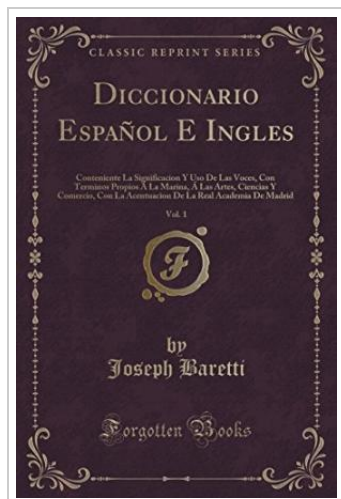 CLASSIC REPRINT SERIES
DICCIONARIO
ESPAÑOL E INGLES
Conteniente La Significacion Y Uso De Las Voces, Con
Terminos Propios Á La Marina, Á Las Artes, Ciencias Y
Comercio, Con La Acentuacion De La Real Academia De Madrid
Vol. 1
F
by
Joseph Baretti
Forgotten Books